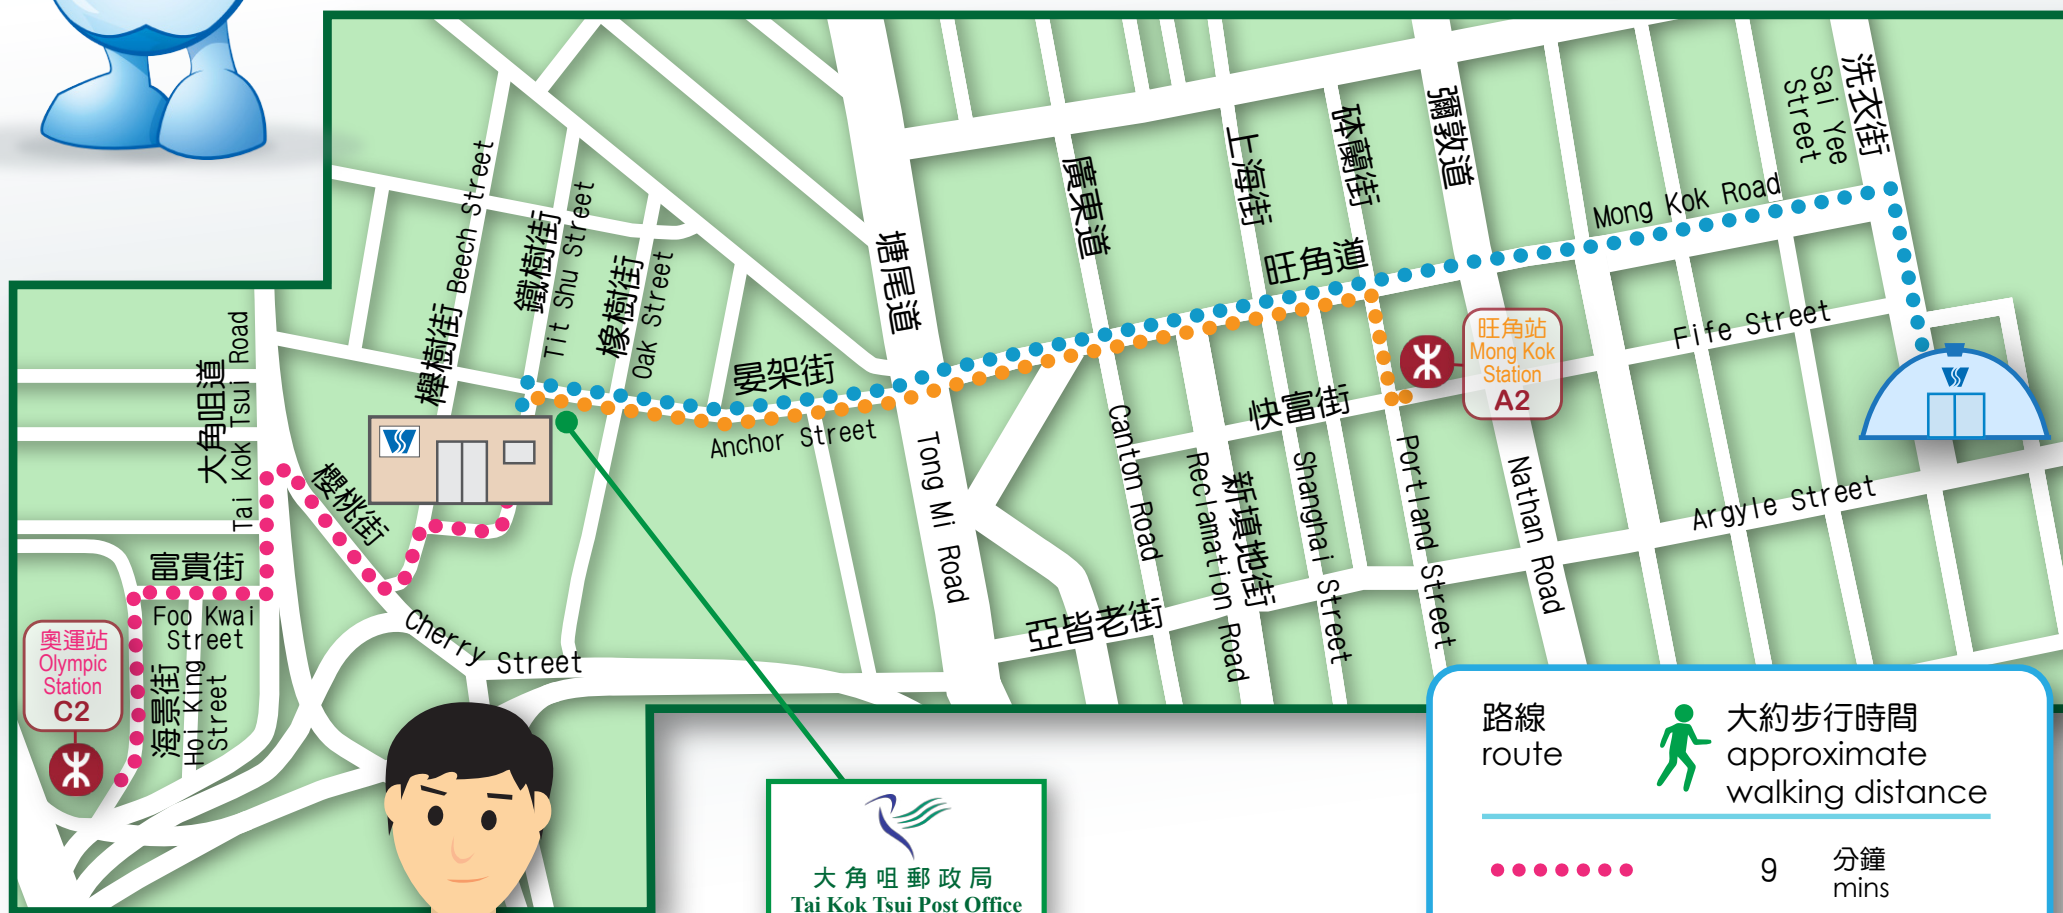 洗衣街
Sai Yee
Street
彌敦道
砵蘭街
上海街
廣東道
塘尾道
Mong Kok Road
旺角道
櫸樹街 Beech Street
鐵樹街
Tit Shu Street
橡樹街
Oak Street
晏架街
Anchor Street
大角咀道
Tai Kok Tsui Road
櫻桃街
Cherry Street
富貴街
Foo Kwai
Street
海景街
Hoi King
Street
奧運站
Olympic
Station
C2
旺角站
Mong Kok
Station
A2
Fife Street
快富街
Argyle Street
亞皆老街
Tong Mi Road
Canton Road
Reclamation Road
新填地街
Shanghai Street
Portland Street
Nathan Road
大角咀郵政局
Tai Kok Tsui Post Office
路線
route
大約步行時間
approximate
walking distance
9 分鐘
mins